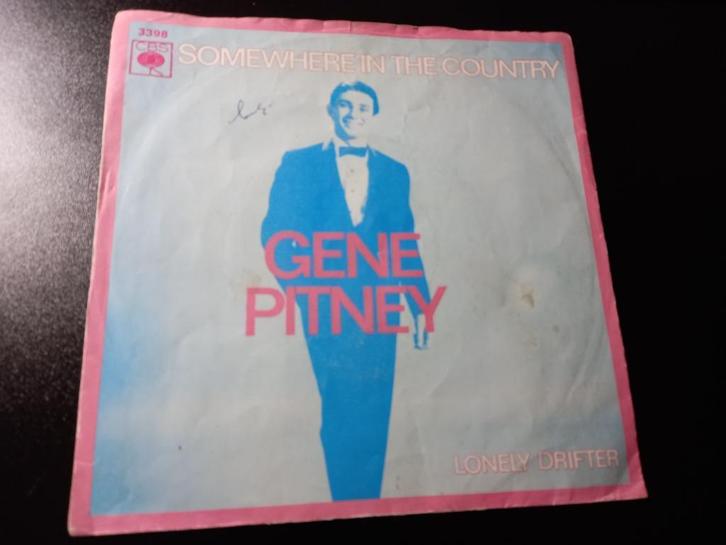 3398
CBS
SOMEWHERE IN THE COUNTRY
GENE
PITNEY
LONELY DRIFTER